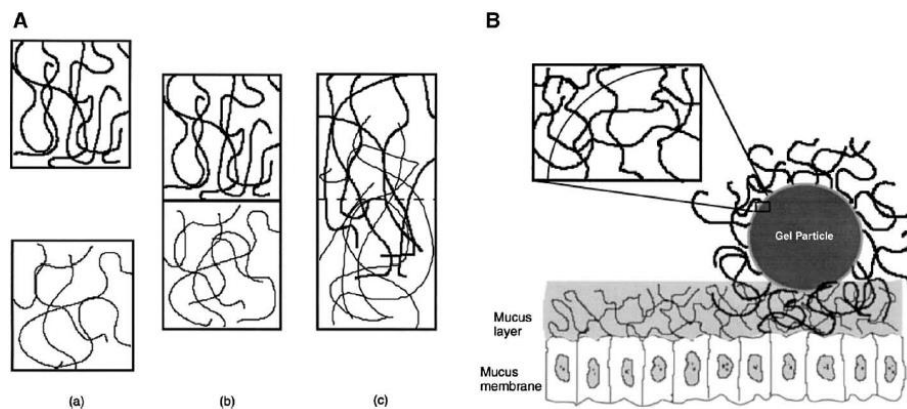 A
B
Gel Particle
Mucus
layer
Mucus
membrane
(a)
(b)
(c)